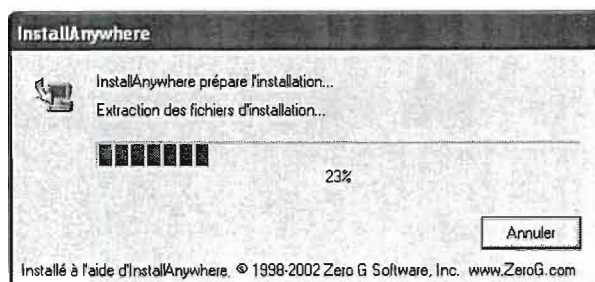 InstallAnywhere
InstallAnywhere prépare l'installation...
Extraction des fichiers d'installation...
23%
Annuler
Installé à l'aide d'InstallAnywhere, © 1998-2002 Zero G Software, Inc. www.ZeroG.com